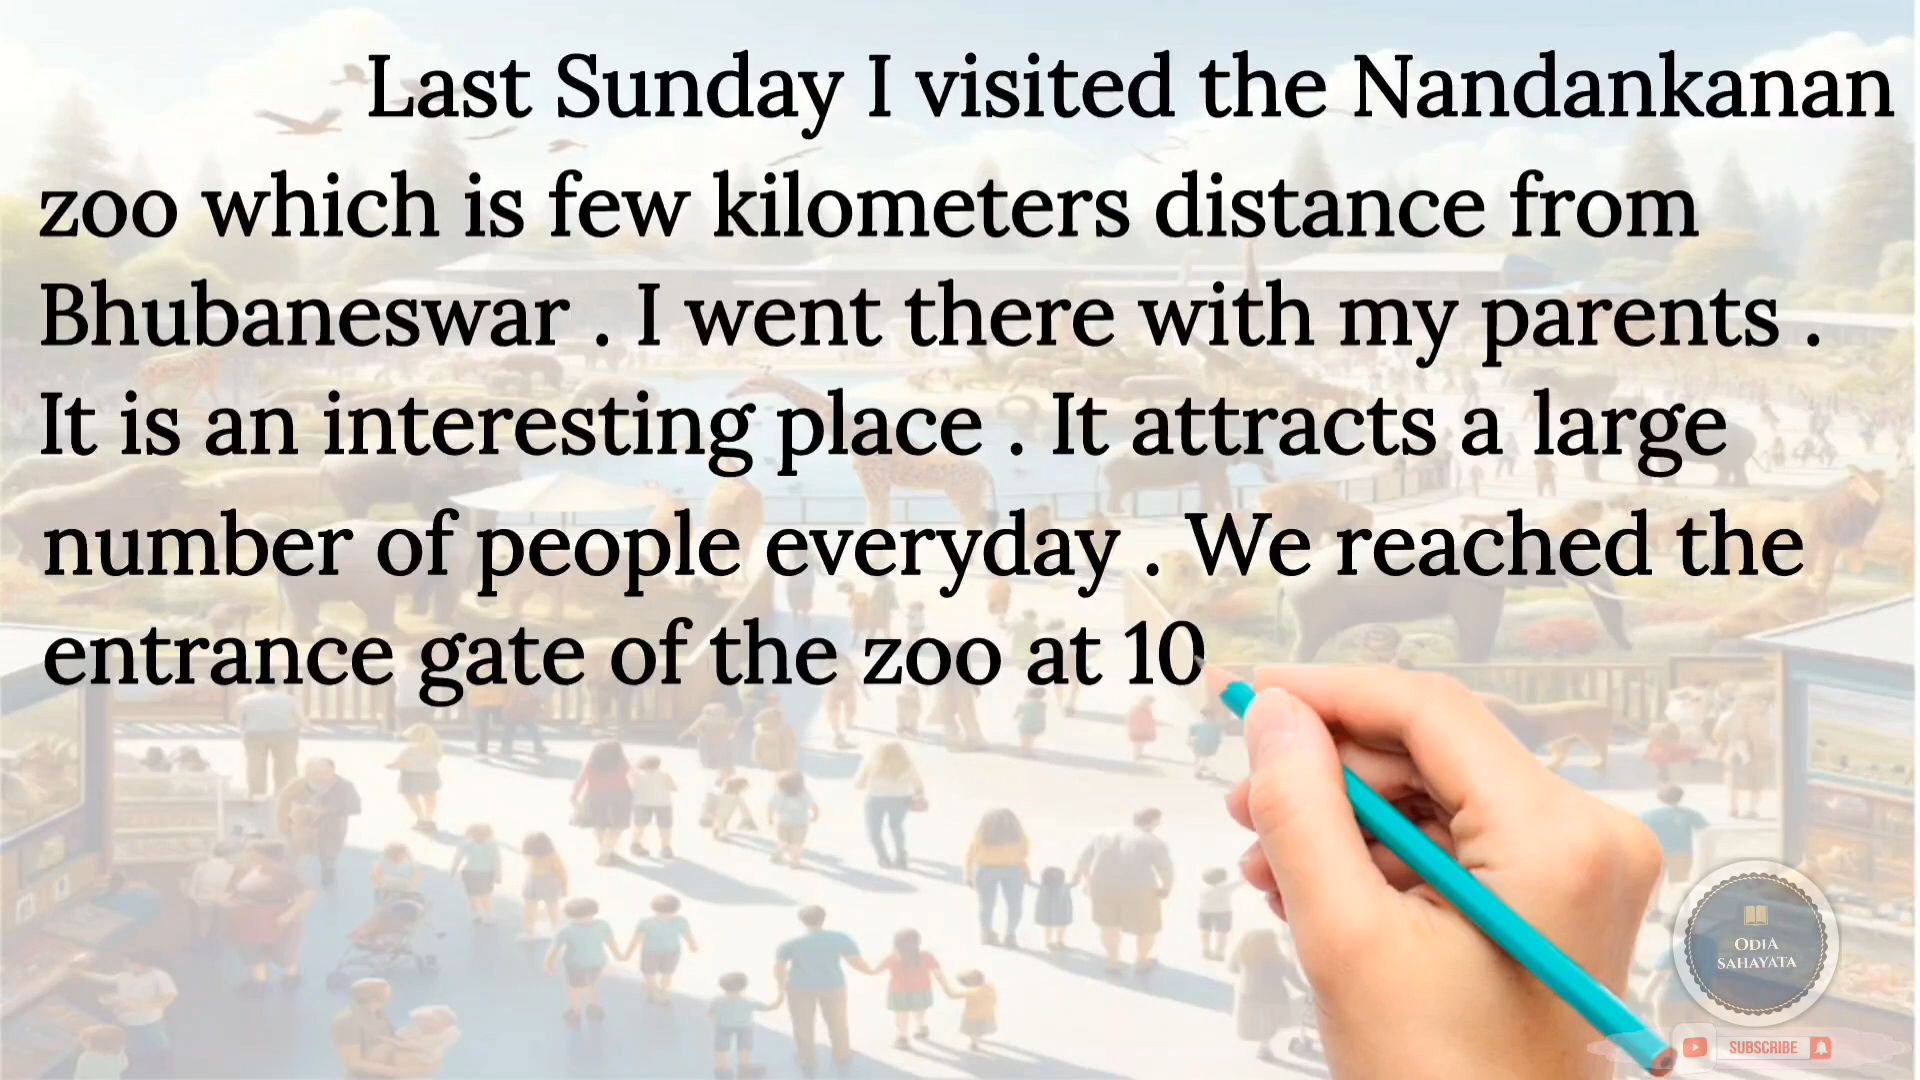 Last Sunday I visited the Nandankanan
zoo which is few kilometers distance from
Bhubaneswar . I went there with my parents .
It is an interesting place . It attracts a large
number of people everyday . We reached the
entrance gate of the zoo at 10
ODIA
SAHAYATA
SUBSCRIBE